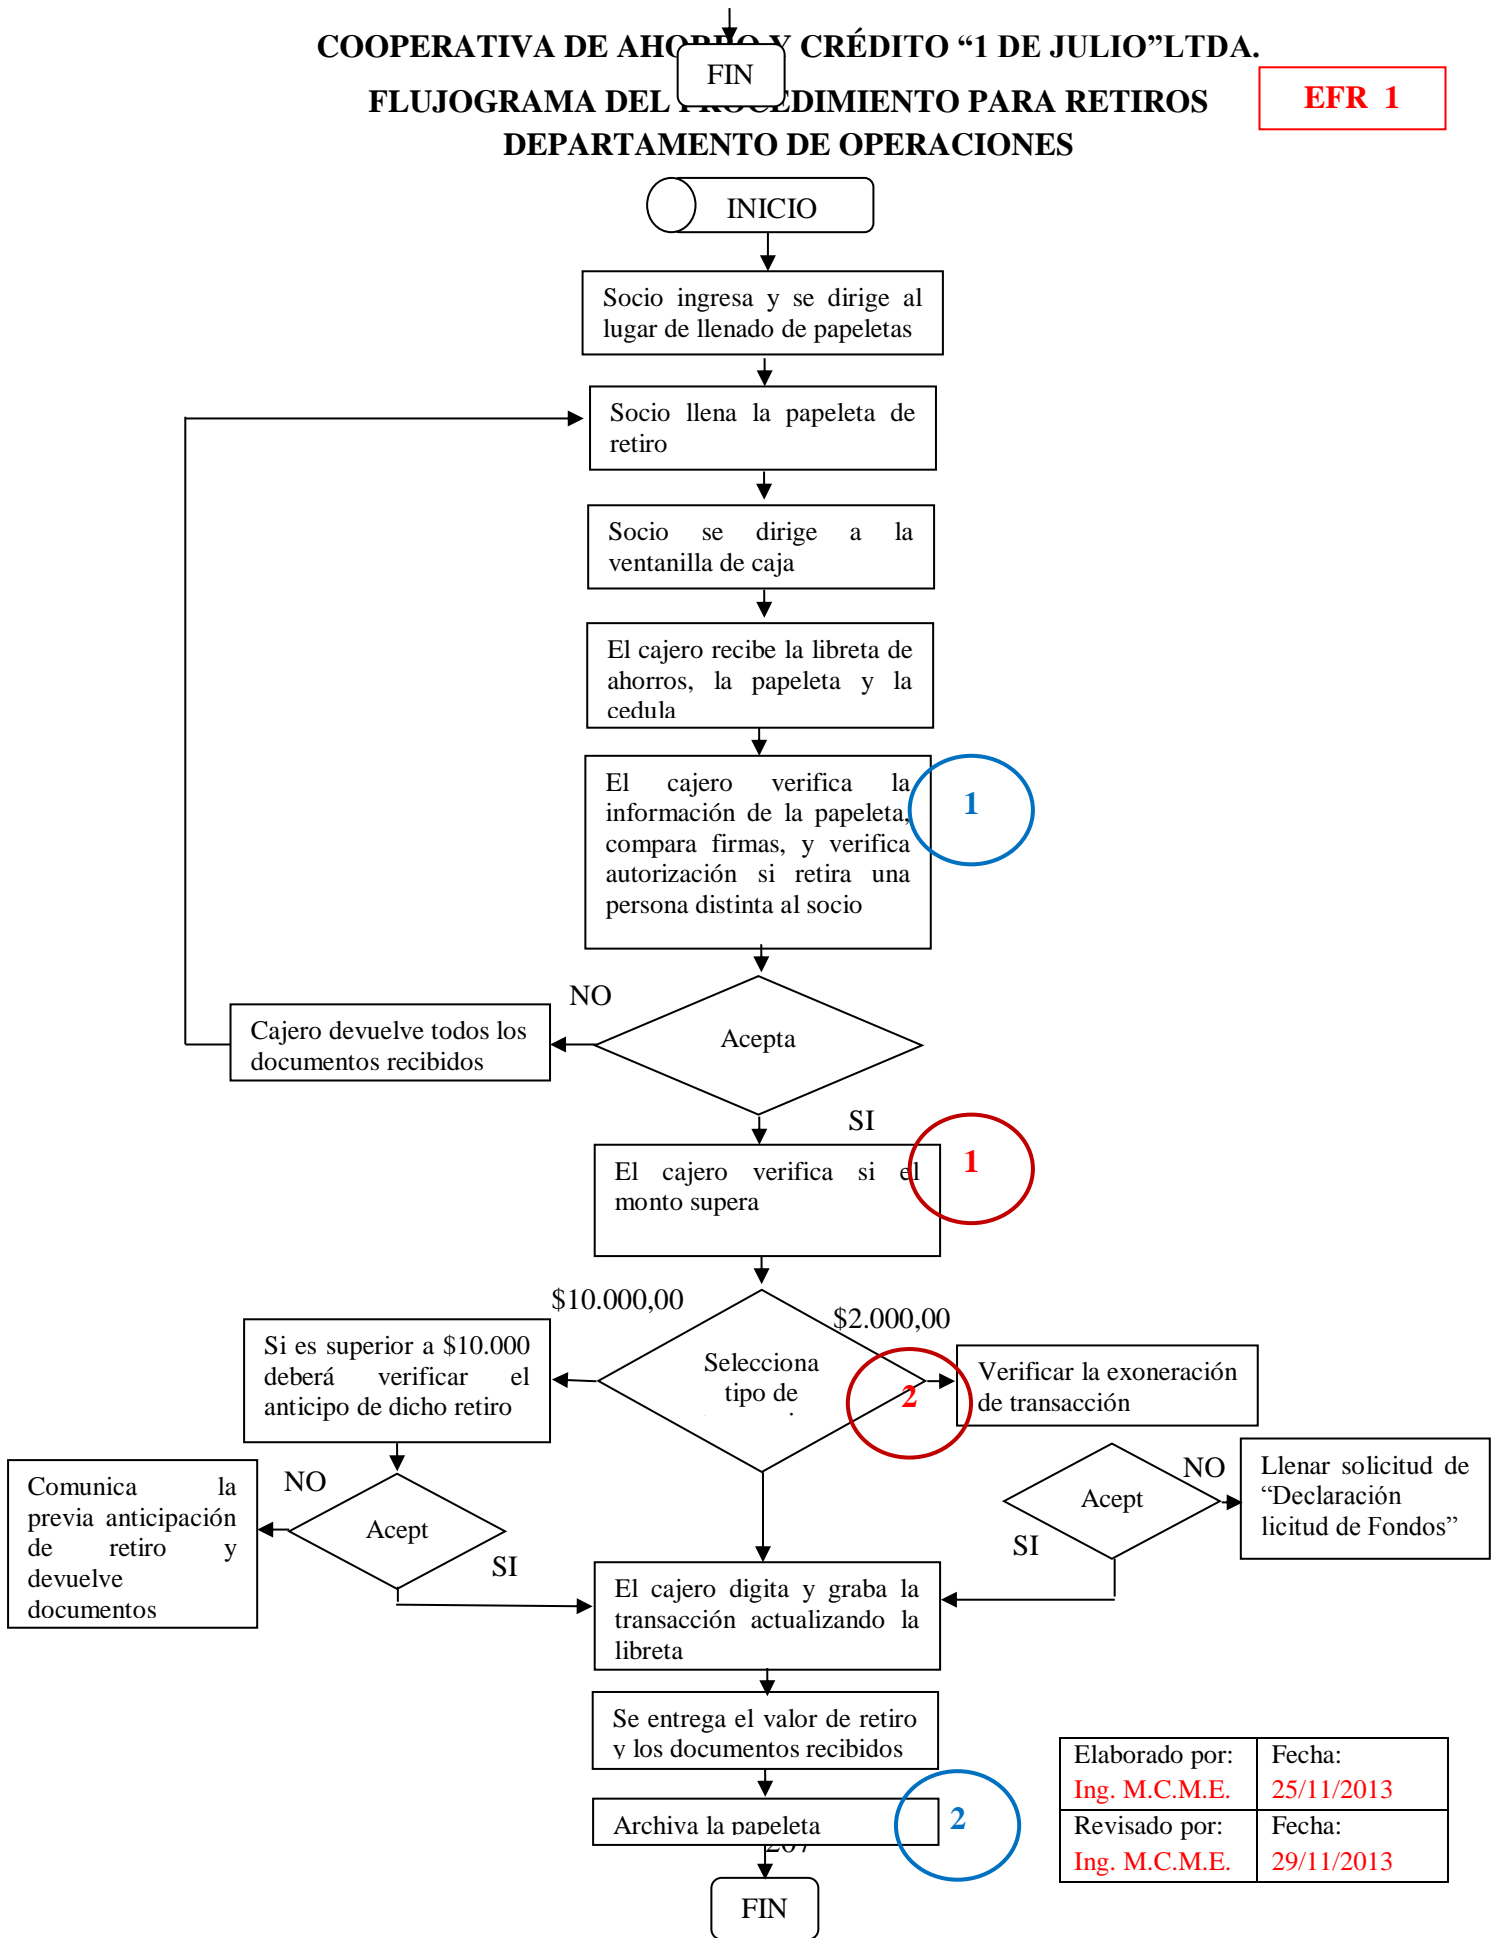 COOPERATIVA DE AHORRO Y CRÉDITO “1 DE JULIO”LTDA.
FIN
FLUJOGRAMA DEL PROCEDIMIENTO PARA RETIROS
EFR 1
DEPARTAMENTO DE OPERACIONES
INICIO
Socio ingresa y se dirige al
lugar de llenado de papeletas
Socio llena la papeleta de
retiro
Socio se dirige a la
ventanilla de caja
El cajero recibe la libreta de
ahorros, la papeleta y la
cedula
El cajero verifica la
información de la papeleta,
compara firmas, y verifica
autorización si retira una
persona distinta al socio
1
NO
Acepta
Cajero devuelve todos los
documentos recibidos
SI
El cajero verifica si el
monto supera
1
$10.000,00
$2.000,00
Si es superior a $10.000
deberá verificar el
anticipo de dicho retiro
Selecciona
tipo de
2
Verificar la exoneración
de transacción
Comunica la
previa anticipación
de retiro y
devuelve
documentos
NO
Acept
SI
Acept
NO
SI
Llenar solicitud de
“Declaración
licitud de Fondos”
El cajero digita y graba la
transacción actualizando la
libreta
Se entrega el valor de retiro
y los documentos recibidos
Archiva la papeleta
2
FIN
Elaborado por: Fecha:
Ing. M.C.M.E. 25/11/2013
Revisado por: Fecha:
Ing. M.C.M.E. 29/11/2013